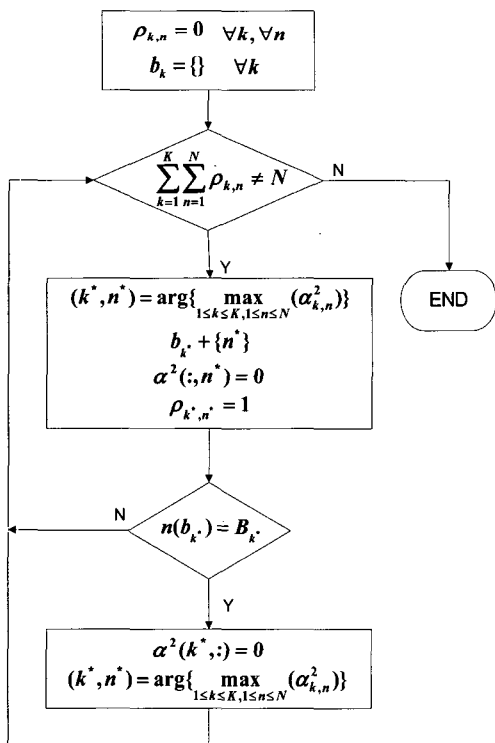 ρ_{k,n} = 0 ∀k, ∀n
b_k = {} ∀k
∑_{k=1}^{K} ∑_{n=1}^{N} ρ_{k,n} ≠ N
N
Y
END
(k*, n*) = arg{ max_{1≤k≤K,1≤n≤N} (α²_{k,n})}
b_{k*} + {n*}
α²(:, n*) = 0
ρ_{k*,n*} = 1
N
n(b_{k*}) = B_{k*}
Y
α²(k*, :) = 0
(k*, n*) = arg{ max_{1≤k≤K,1≤n≤N} (α²_{k,n})}